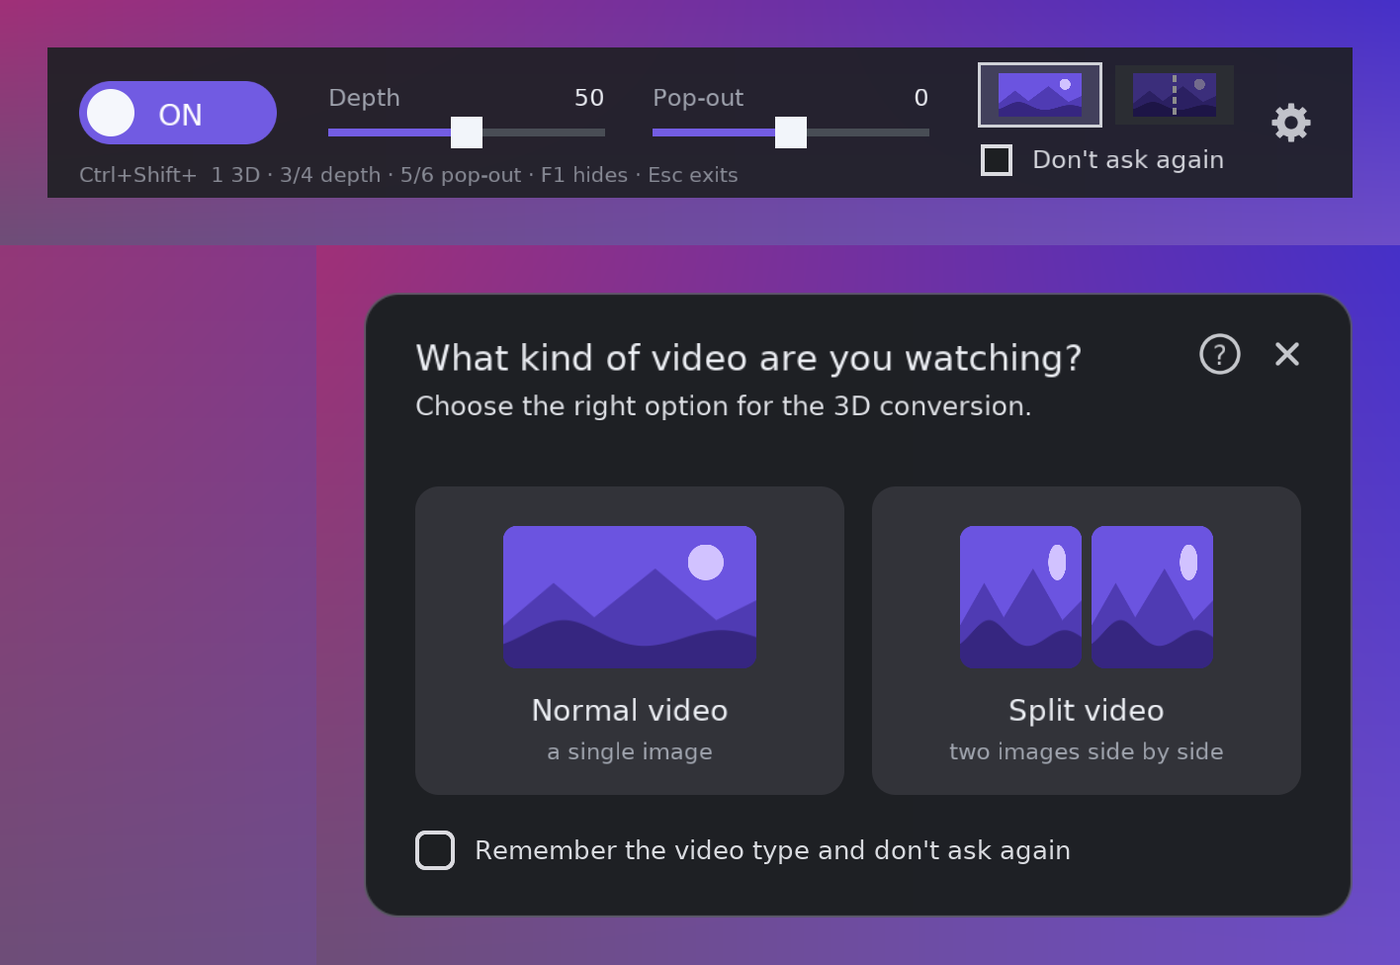 ON
Depth 50
Pop-out 0
Don't ask again
Ctrl+Shift+ 1 3D · 3/4 depth · 5/6 pop-out · F1 hides · Esc exits
What kind of video are you watching?
?
Choose the right option for the 3D conversion.
Normal video
a single image
Split video
two images side by side
Remember the video type and don't ask again